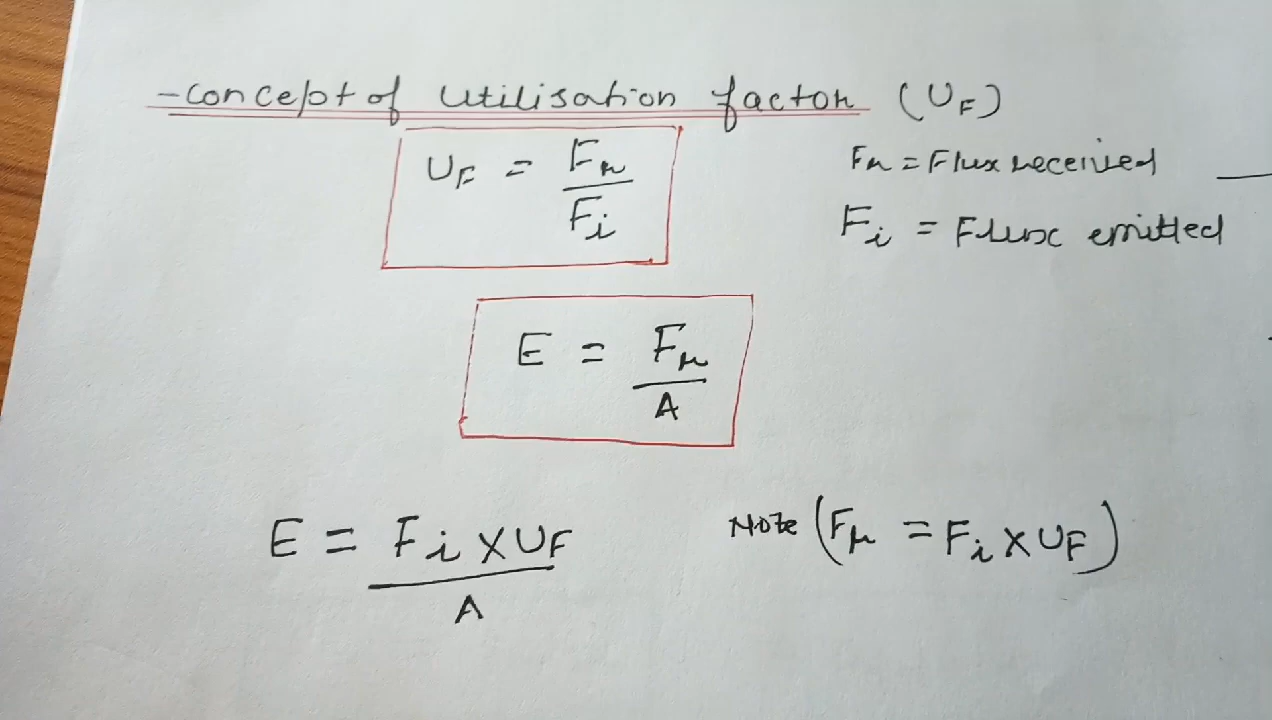 - concept of Utilisation factor (UF)
UF = Fr / Fi
Fr = Flux received
Fi = Flux emitted
E = Fr / A
E = Fi x UF / A
Note (Fr = Fi x UF)